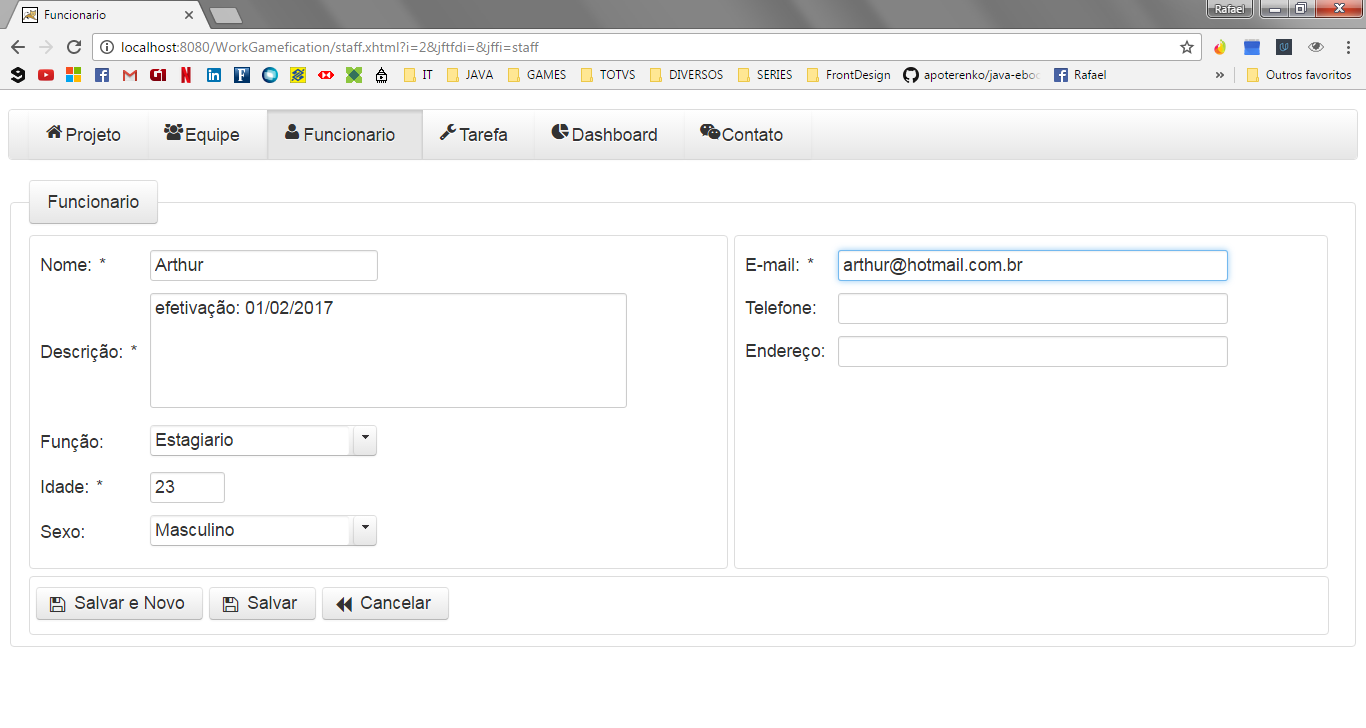 Funcionario
Rafael
localhost:8080/WorkGamefication/staff.xhtml?i=2&jftfdi=&jffi=staff
IT JAVA GAMES TOTVS DIVERSOS SERIES FrontDesign apoterenko/java-eboo Rafael » Outros favoritos
Projeto Equipe Funcionario Tarefa Dashboard Contato
Funcionario
Nome: * Arthur
Descrição: * efetivação: 01/02/2017
Função: Estagiario
Idade: * 23
Sexo: Masculino
E-mail: * arthur@hotmail.com.br
Telefone:
Endereço:
Salvar e Novo Salvar Cancelar